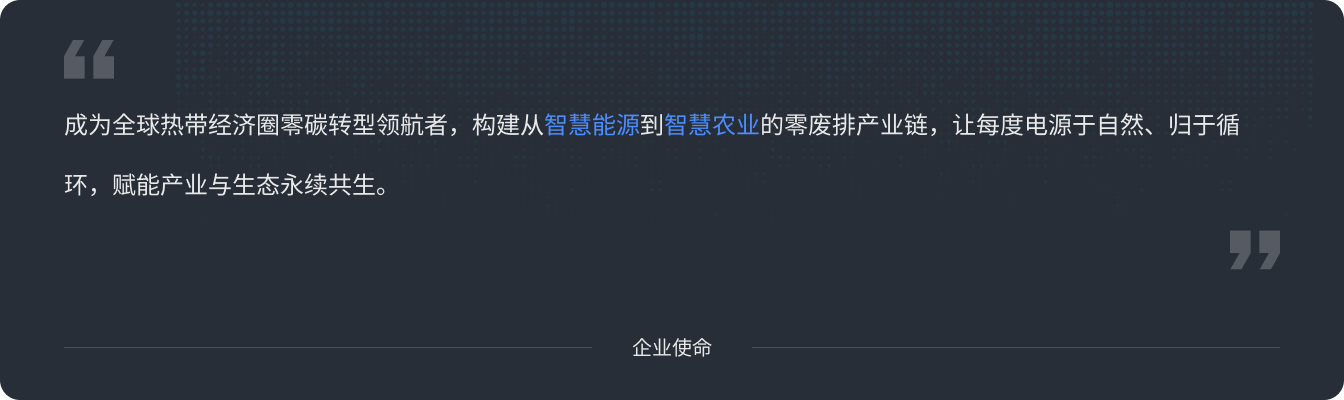 成为全球热带经济圈零碳转型领航者，构建从智慧能源到智慧农业的零废排产业链，让每度电源于自然、归于循
环，赋能产业与生态永续共生。
企业使命